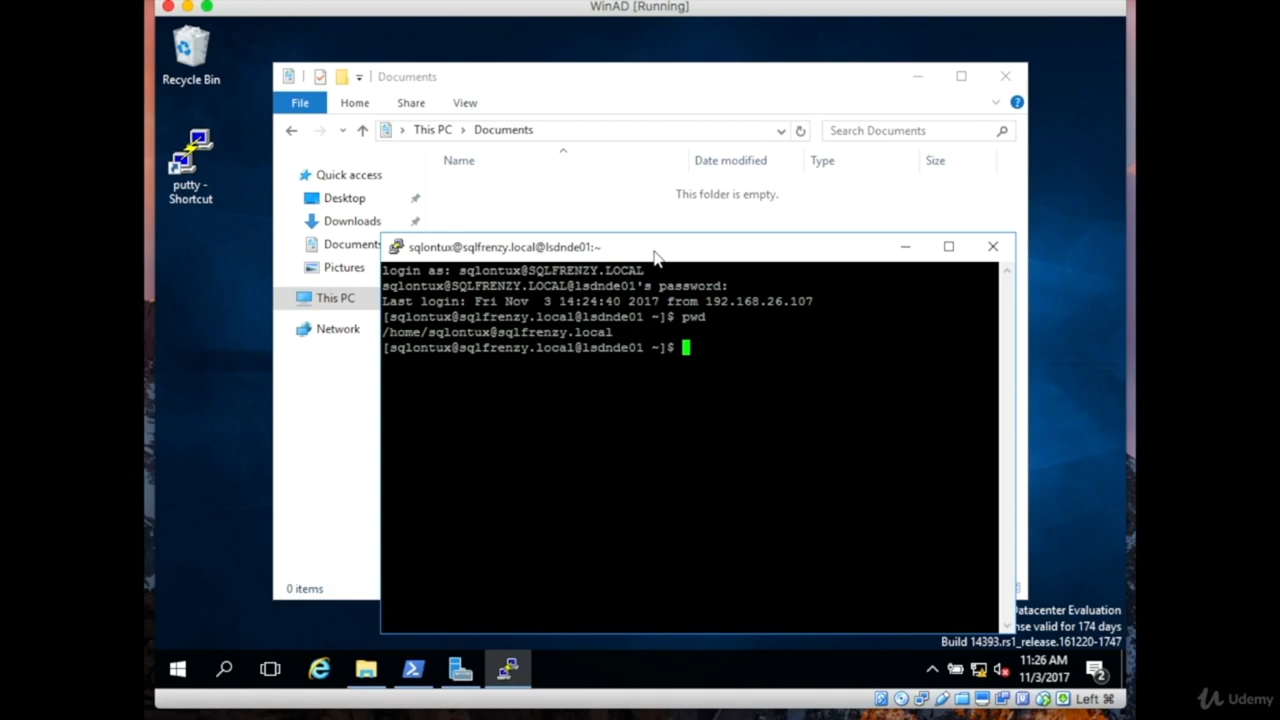 WinAD [Running]
Recycle Bin
putty -
Shortcut
Documents
File
Home
Share
View
This PC
Documents
Search Documents
Name
Date modified
Type
Size
This folder is empty.
Quick access
Desktop
Downloads
Document
Pictures
This PC
Network
0 items
sqlontux@sqlfrenzy.local@lsdnde01:~
login as: sqlontux@SQLFRENZY.LOCAL
sqlontux@SQLFRENZY.LOCAL@lsdnde01's password:
Last login: Fri Nov  3 14:24:40 2017 from 192.168.26.107
[sqlontux@sqlfrenzy.local@lsdnde01 ~]$ pwd
/home/sqlontux@sqlfrenzy.local
[sqlontux@sqlfrenzy.local@lsdnde01 ~]$
Datacenter Evaluation
nse valid for 174 days
Build 14393.rs1_release.161220-1747
11:26 AM
11/3/2017
2
Left ⌘
Udemy